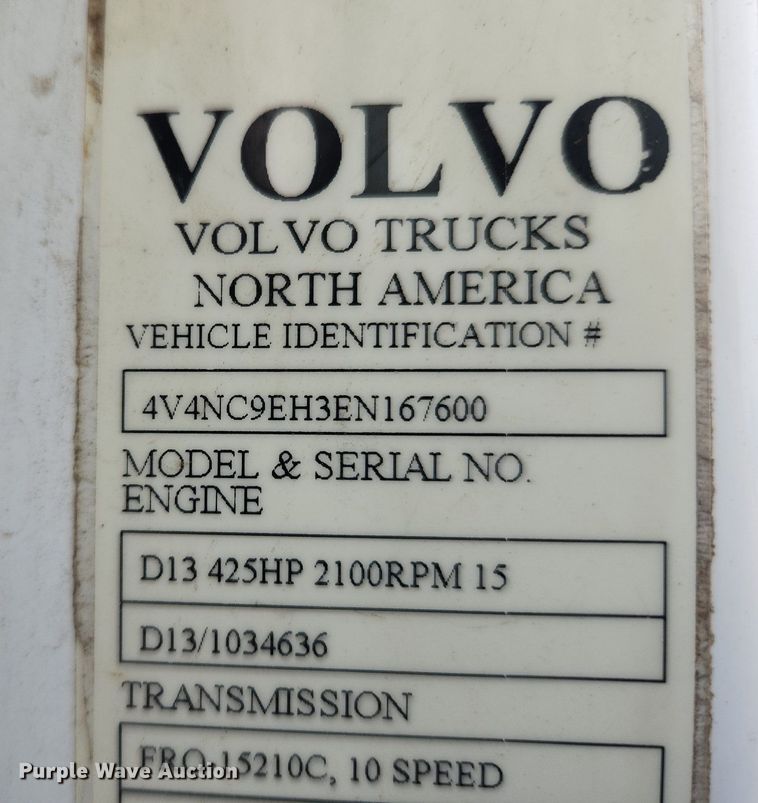 VOLVO
VOLVO TRUCKS
NORTH AMERICA
VEHICLE IDENTIFICATION #
4V4NC9EH3EN167600
MODEL & SERIAL NO.
ENGINE
D13 425HP 2100RPM 15
D13/1034636
TRANSMISSION
FRO-15210C, 10 SPEED
Purple Wave Auction